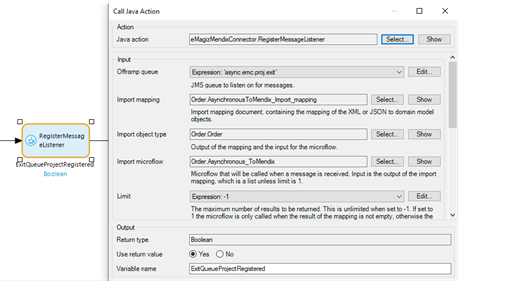 Call Java Action
Action
Java action
eMagizMendixConnector.RegisterMessageListener
Select...
Show
Input
Offramp queue
Expression: 'async.emc.proj.exit'
Edit...
JMS queue to listen on for messages.
Import mapping
Order.AsynchronousToMendix_Import_mapping
Select...
Show
Import mapping document, containing the mapping of the XML or JSON to domain model
objects.
Import object type
Order.Order
Select...
Show
Output of the mapping and the input for the microflow.
Import microflow
Order.Asynchronous_ToMendix
Select...
Show
Microflow that will be called when a message is received. Input is the output of the import
mapping, which is a list unless limit is 1.
Limit
Expression: -1
Edit...
The maximum number of results to be returned. This is unlimited when set to -1. If set to
1 the microflow is only called when the result of the mapping is not empty, otherwise the
Output
Return type
Boolean
Use return value
Yes
No
Variable name
ExitQueueProjectRegistered
RegisterMessag
eListener
ExitQueueProjectRegistered
Boolean